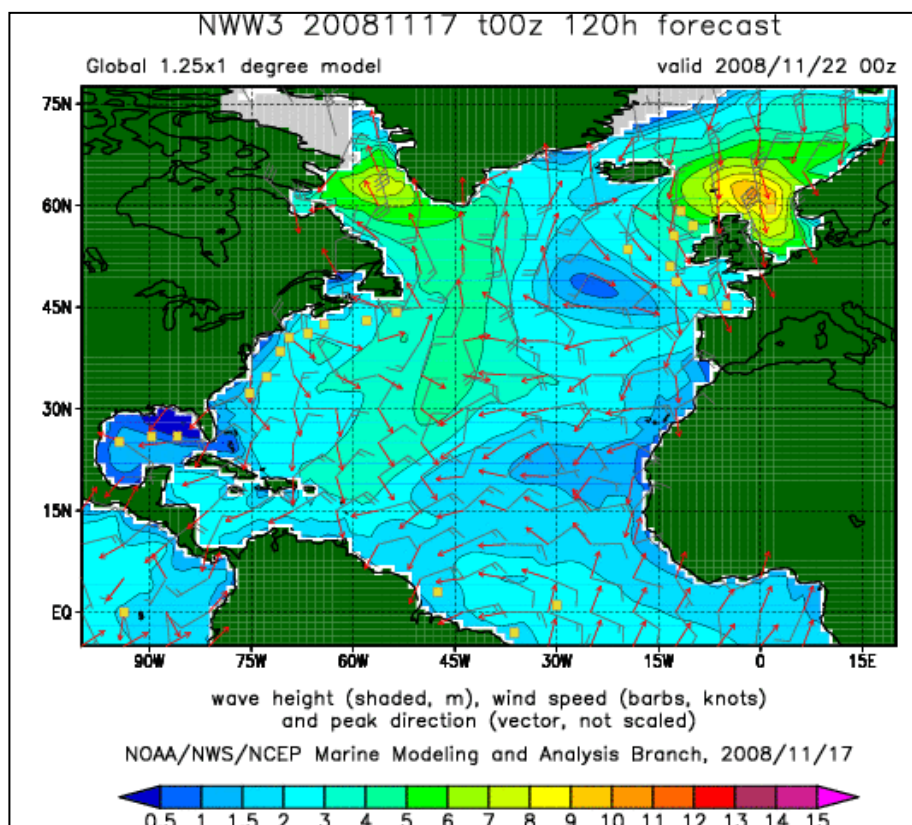 NWW3 20081117 t00z 120h forecast
Global 1.25x1 degree model valid 2008/11/22 00z
75N
60N
45N
30N
15N
EQ
90W 75W 60W 45W 30W 15W 0 15E
wave height (shaded, m), wind speed (barbs, knots)
and peak direction (vector, not scaled)
NOAA/NWS/NCEP Marine Modeling and Analysis Branch, 2008/11/17
0.5 1 1.5 2 3 4 5 6 7 8 9 10 11 12 13 14 15